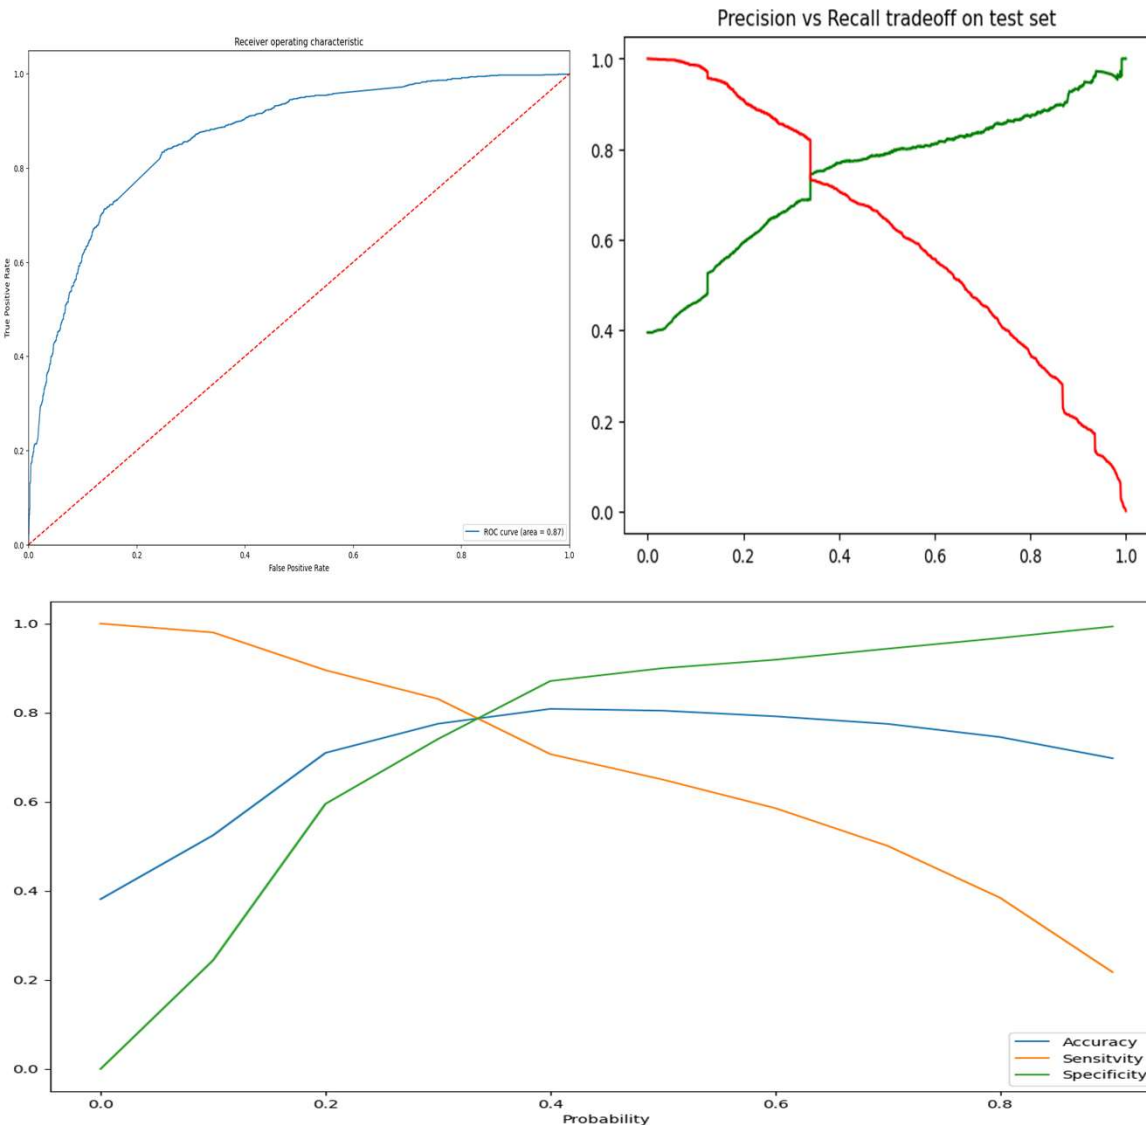 Receiver operating characteristic
1.0
0.8
0.6
0.4
0.2
0.0
True Positive Rate
0.0 0.2 0.4 0.6 0.8 1.0
False Positive Rate
ROC curve (area = 0.87)
Precision vs Recall tradeoff on test set
1.0
0.8
0.6
0.4
0.2
0.0
0.0 0.2 0.4 0.6 0.8 1.0
1.0
0.8
0.6
0.4
0.2
0.0
0.0 0.2 0.4 0.6 0.8
Probability
Accuracy
Sensitvity
Specificity